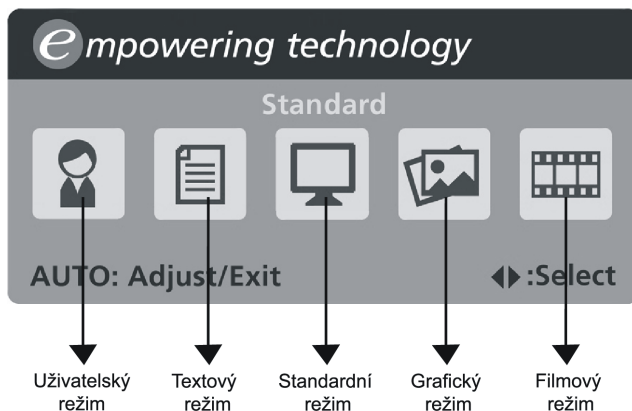 empowering technology
Standard
AUTO: Adjust/Exit ◀▶:Select
Uživatelský režim
Textový režim
Standardní režim
Grafický režim
Filmový režim